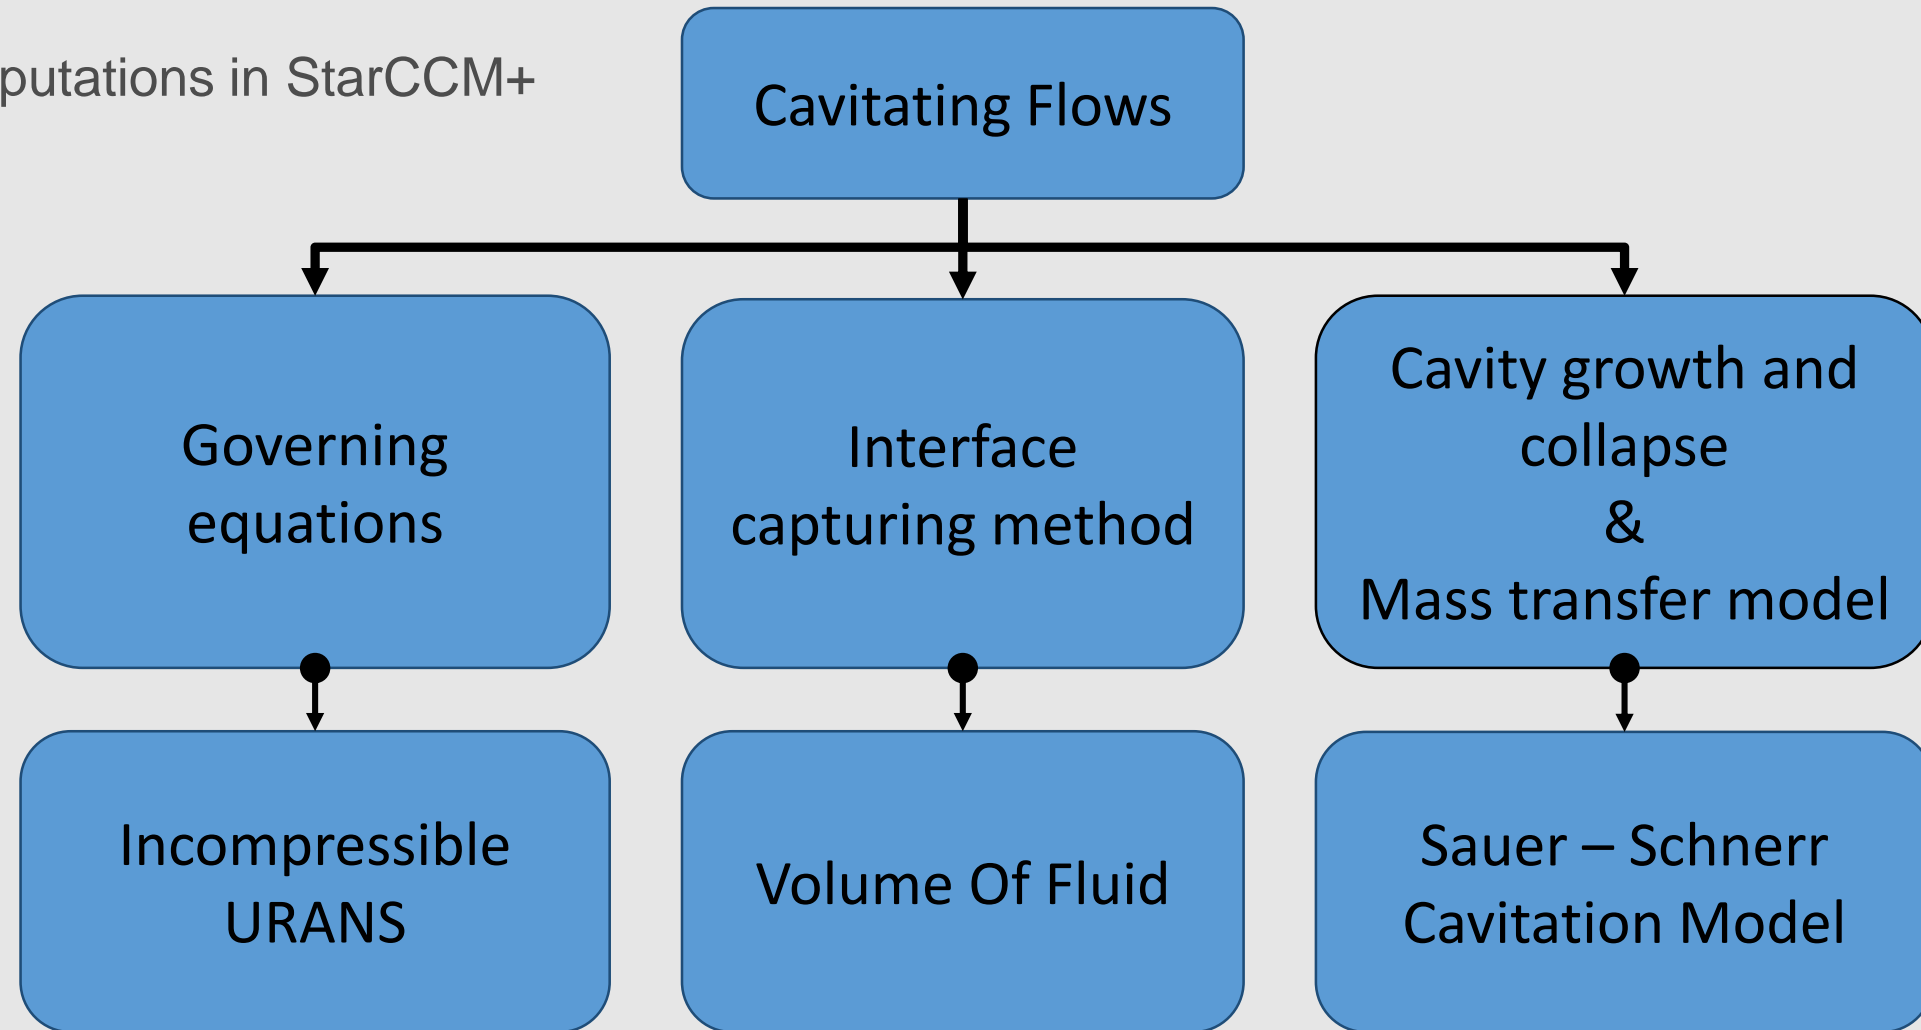 putations in StarCCM+
Cavitating Flows
Governing
equations
Interface
capturing method
Cavity growth and
collapse
&
Mass transfer model
Incompressible
URANS
Volume Of Fluid
Sauer – Schnerr
Cavitation Model